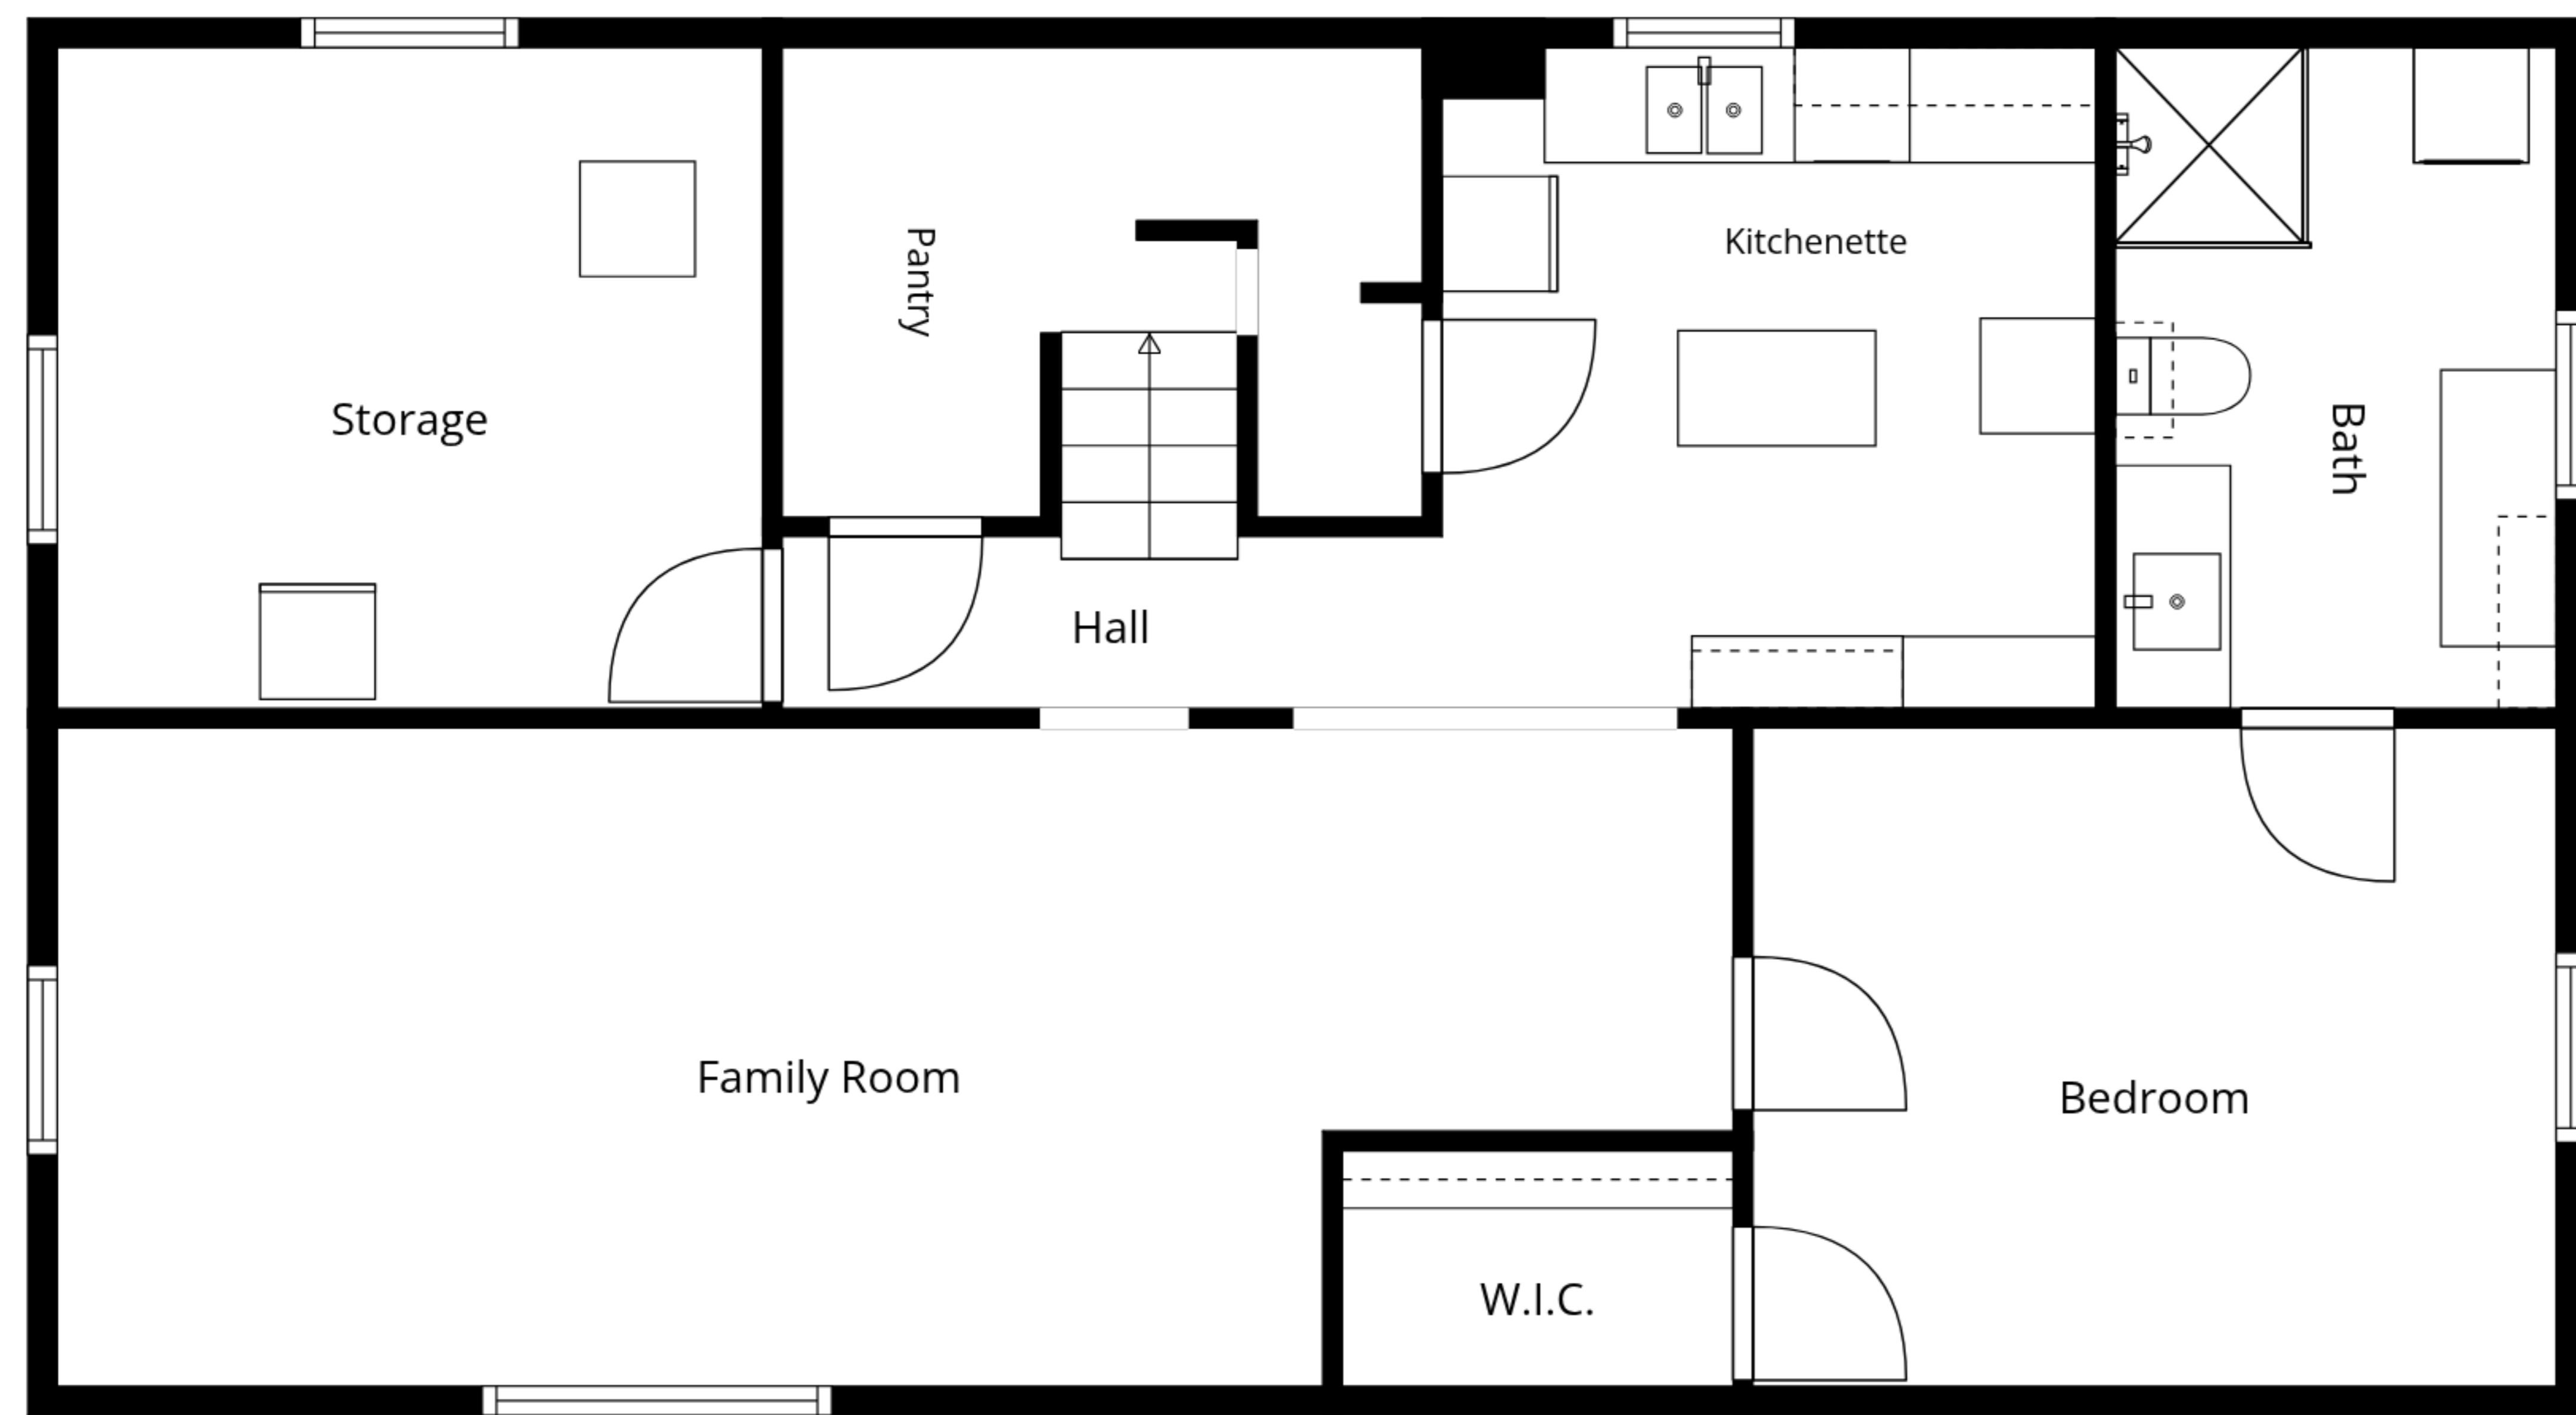 Pantry
Kitchenette
Storage
Bath
Hall
Family Room
Bedroom
W.I.C.